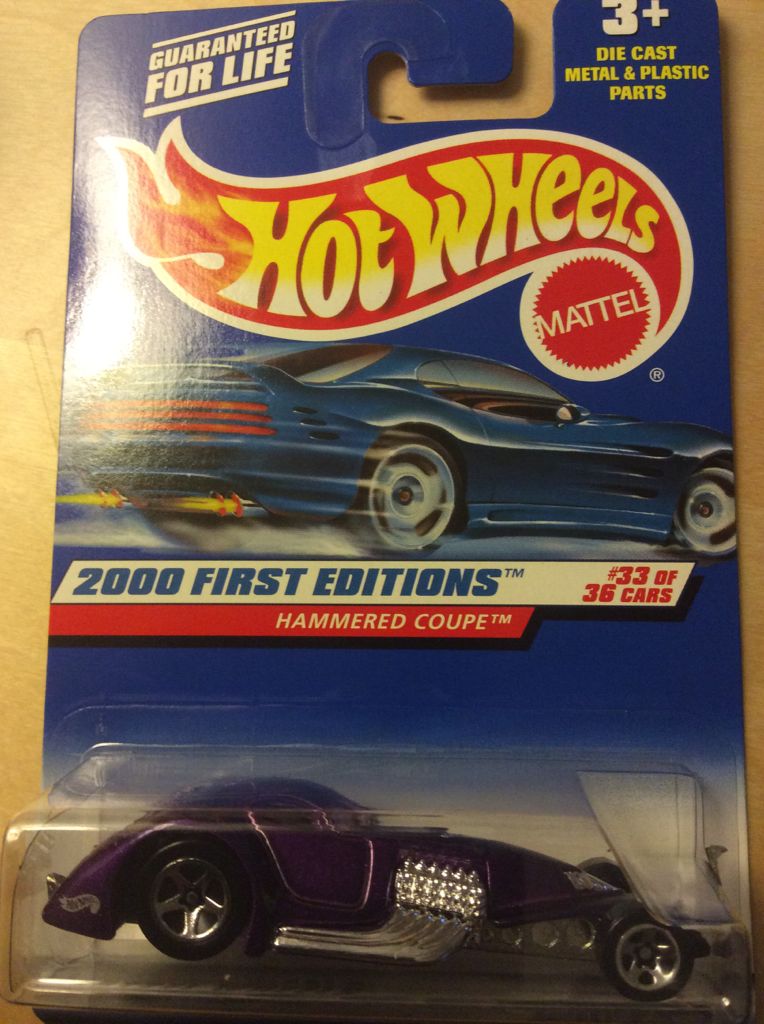 GUARANTEED
FOR LIFE
3+
DIE CAST
METAL & PLASTIC
PARTS
HOT WHEELS
MATTEL
®
2000 FIRST EDITIONS™
#33 OF
36 CARS
HAMMERED COUPE™